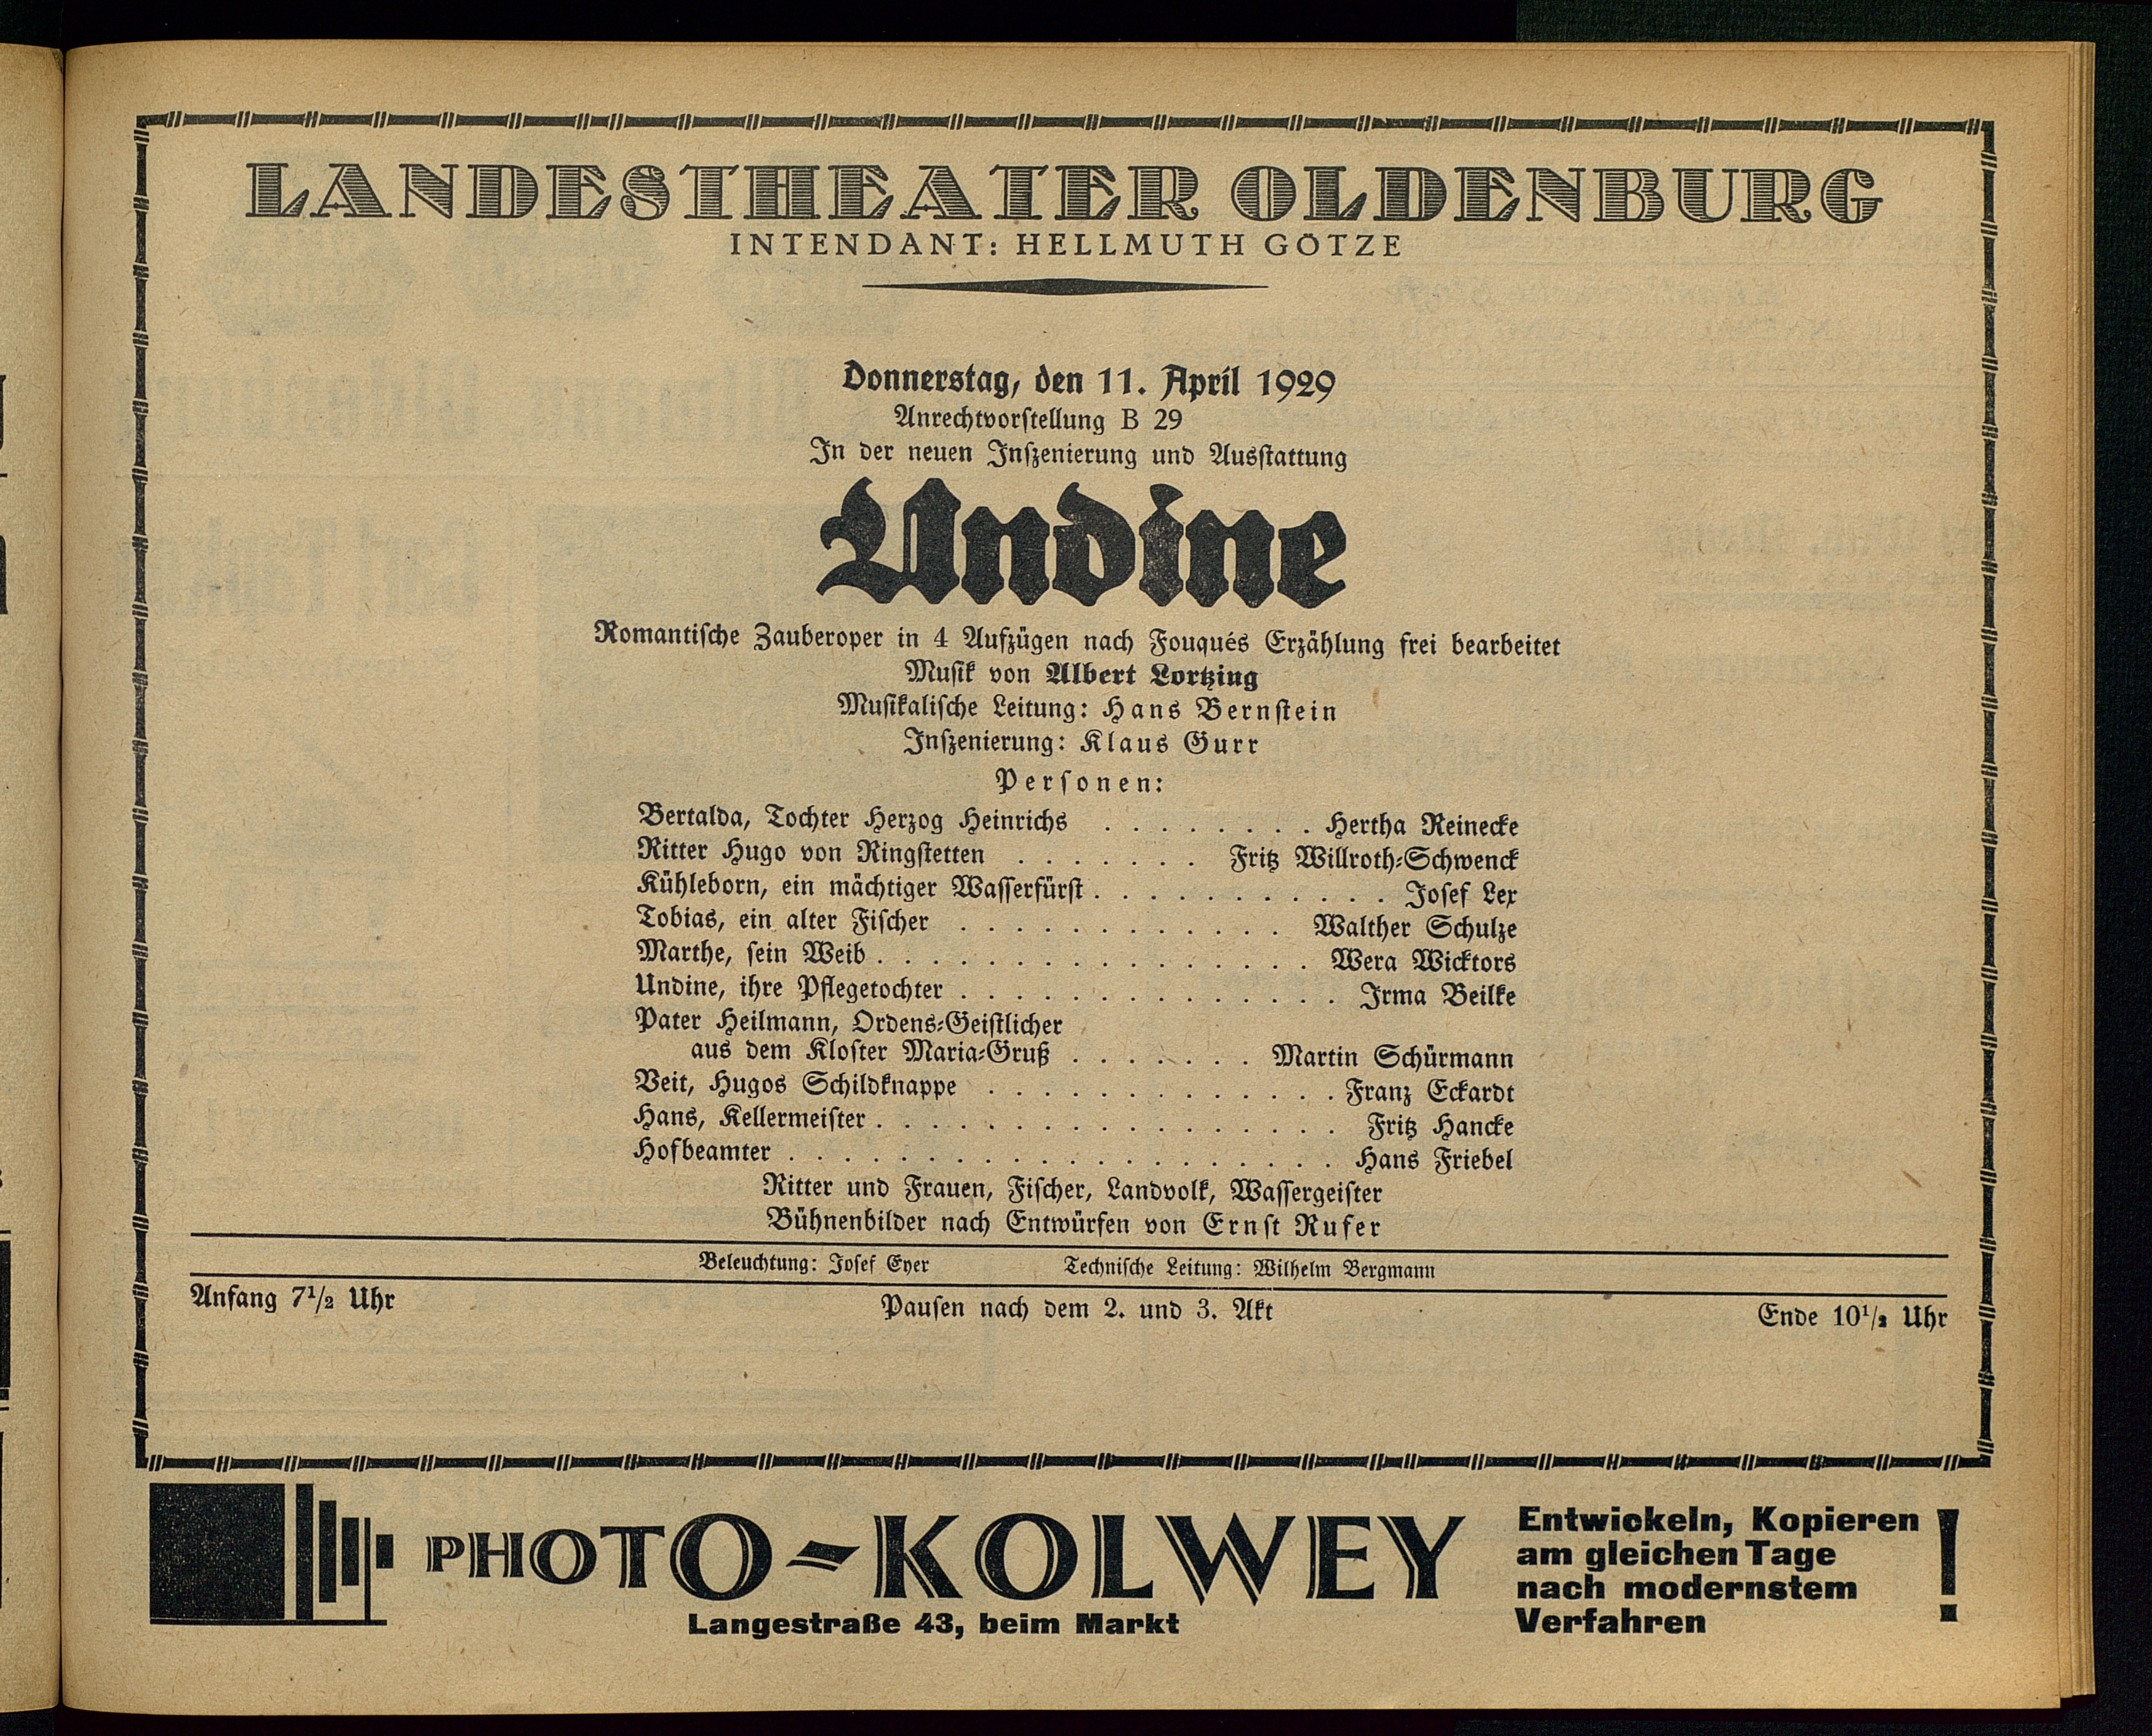 LANDESTHEATER OLDENBURG
INTENDANT: HELLMUTH GÖTZE
Donnerstag, den 11. April 1929
Anrechtvorstellung B 29
In der neuen Inszenierung und Ausstattung
Undine
Romantische Zauberoper in 4 Aufzügen nach Fouqués Erzählung frei bearbeitet
Musik von Albert Lortzing
Musikalische Leitung: Hans Bernstein
Inszenierung: Klaus Gurr
Personen:
Bertalda, Tochter Herzog Heinrichs . . . . . . . . Hertha Reinecke
Ritter Hugo von Ringstetten . . . . . . . Fritz Willroth-Schwenck
Kühleborn, ein mächtiger Wasserfürst . . . . . . . . . . . Josef Lex
Tobias, ein alter Fischer . . . . . . . . . . . . Walther Schulze
Marthe, sein Weib . . . . . . . . . . . . . . . . Wera Wicktors
Undine, ihre Pflegetochter . . . . . . . . . . . . . . Irma Beilke
Pater Heilmann, Ordens-Geistlicher
aus dem Kloster Maria-Gruß . . . . . . . Martin Schürmann
Veit, Hugos Schildknappe . . . . . . . . . . . . . Franz Eckardt
Hans, Kellermeister . . . . . . . . . . . . . . . . . Fritz Hancke
Hofbeamter . . . . . . . . . . . . . . . . . . . . Hans Friebel
Ritter und Frauen, Fischer, Landvolk, Wassergeister
Bühnenbilder nach Entwürfen von Ernst Rufer
Beleuchtung: Josef Eyer Technische Leitung: Wilhelm Bergmann
Anfang 7½ Uhr Pausen nach dem 2. und 3. Akt Ende 10½ Uhr
PHOTO-KOLWEY
Langestraße 43, beim Markt
Entwickeln, Kopieren
am gleichen Tage
nach modernstem
Verfahren !